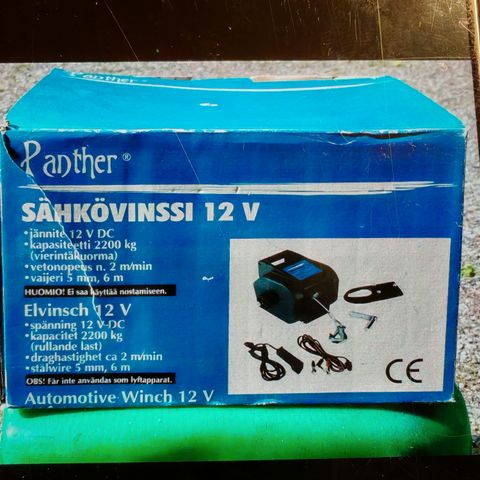 Panther®
SÄHKÖVINSSI 12 V
• jännite 12 V DC
• kapasiteetti 2200 kg
(vierintäkuorma)
• vetonopeus n. 2 m/min
• vaijeri 5 mm, 6 m
HUOMIO! Ei saa käyttää nostamiseen.
Elvinsch 12 V
• spänning 12 V-DC
• kapacitet 2200 kg
(rullande last)
• draghastighet ca 2 m/min
• stålwire 5 mm, 6 m
OBS! Får inte användas som lyftapparat.
Automotive Winch 12 V
CE